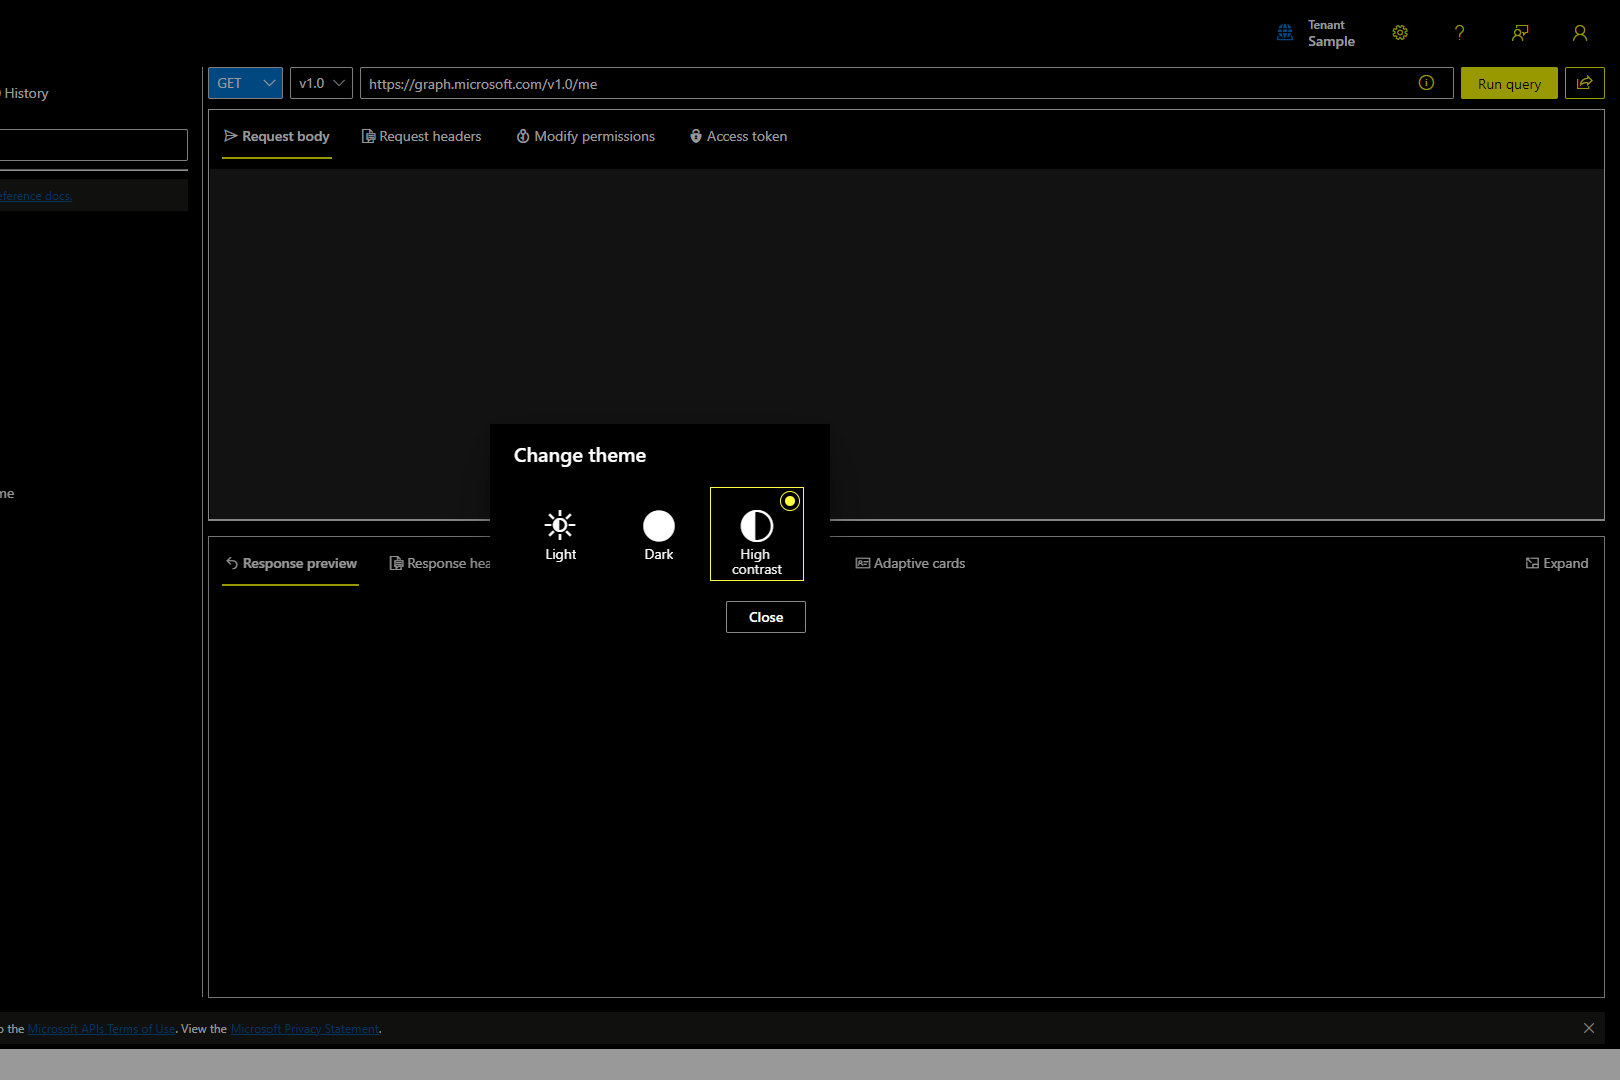 Tenant
Sample
History
GET
v1.0
https://graph.microsoft.com/v1.0/me
Run query
Request body
Request headers
Modify permissions
Access token
eference docs.
me
Change theme
Light
Dark
High
contrast
Close
Response preview
Response hea
Adaptive cards
Expand
o the Microsoft APIs Terms of Use. View the Microsoft Privacy Statement.